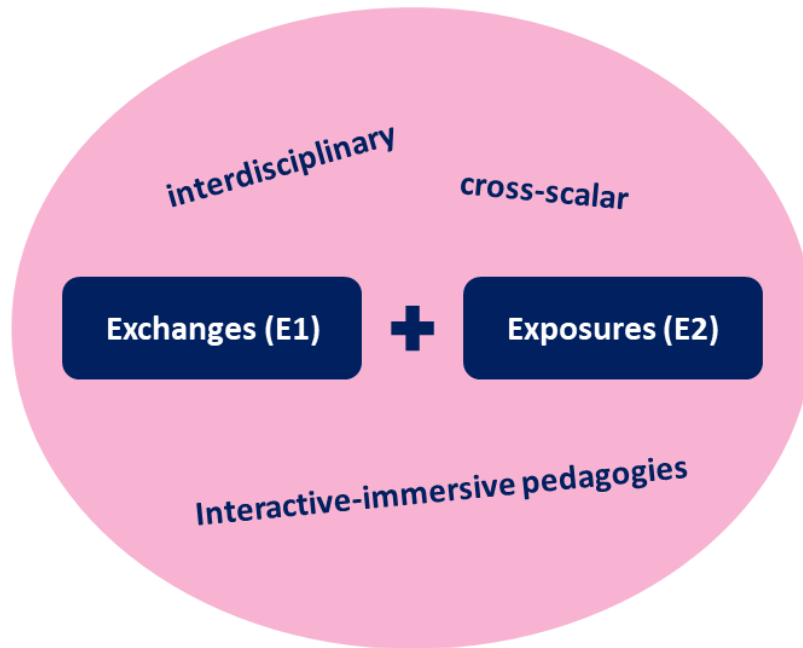 interdisciplinary
cross-scalar
Exchanges (E1)
Exposures (E2)
Interactive-immersive pedagogies